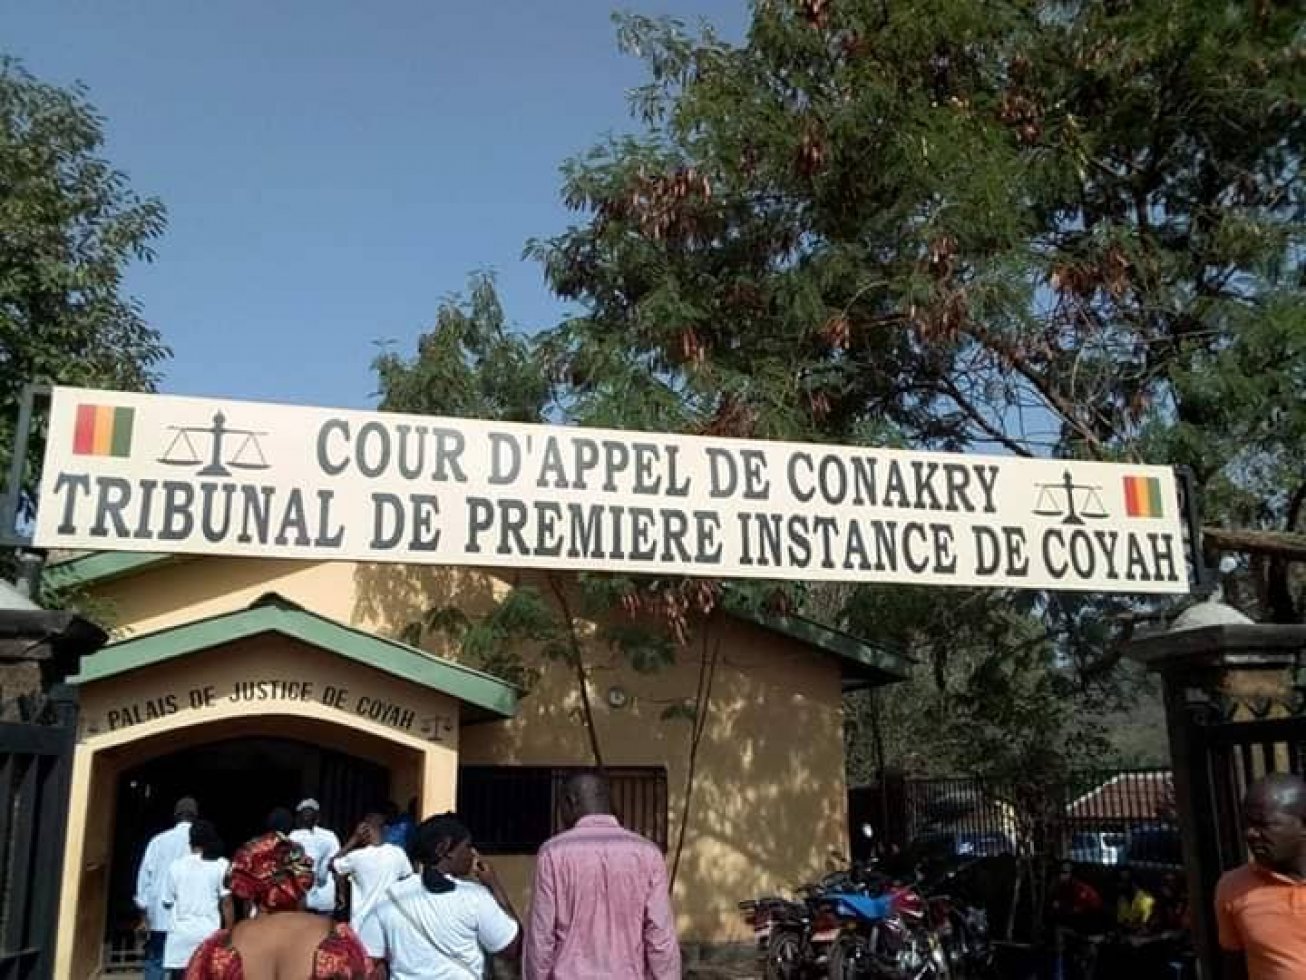 COUR D'APPEL DE CONAKRY
TRIBUNAL DE PREMIERE INSTANCE DE COYAH
PALAIS DE JUSTICE DE COYAH